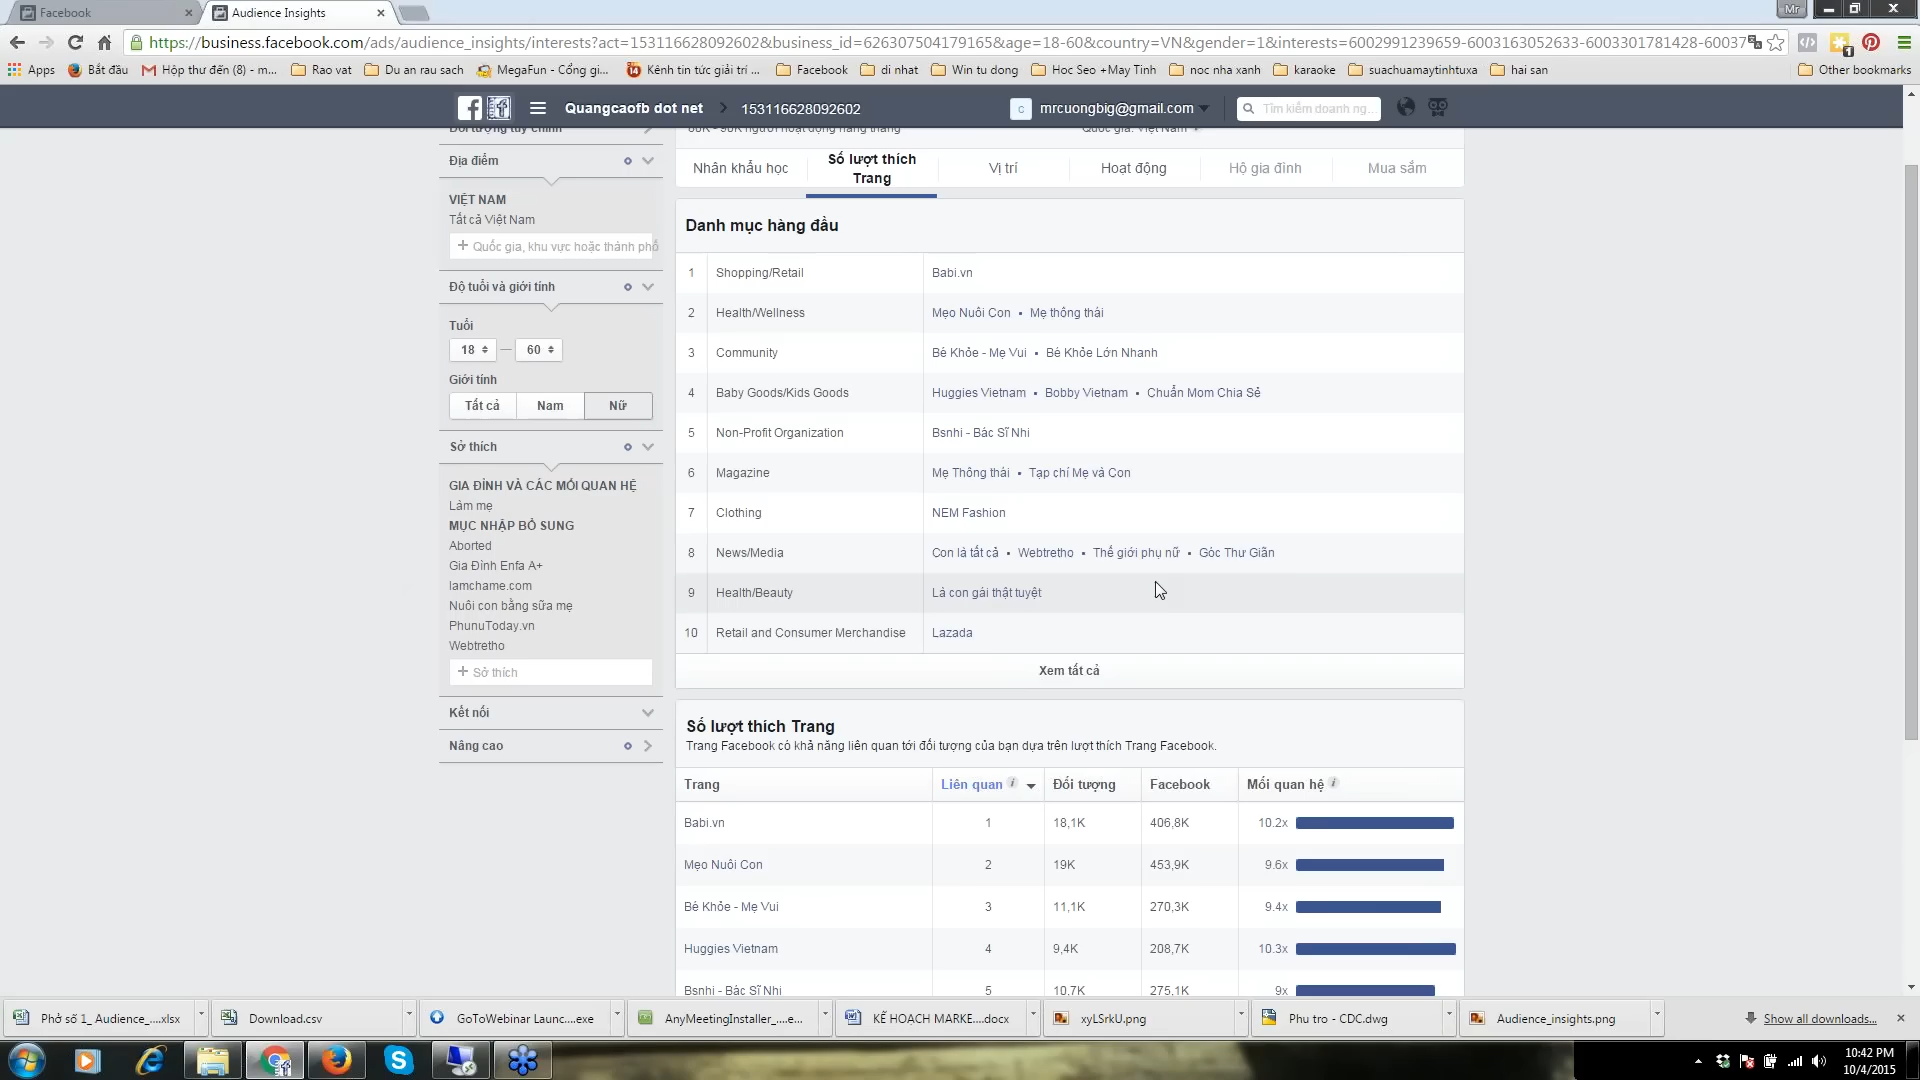 Facebook
Audience Insights
Mr
https://business.facebook.com/ads/audience_insights/interests?act=153116628092602&business_id=626307504179165&age=18-60&country=VN&gender=1&interests=6002991239659-6003163052633-6003301781428-60037
1
Apps
Bắt đầu
Hộp thư đến (8) - m...
Rao vat
Du an rau sach
MegaFun - Cổng gi...
Kênh tin tức giải trí ...
Facebook
di nhat
Win tu dong
Hoc Seo +May Tinh
noc nha xanh
karaoke
suachuamaytinhtuxa
hai san
Other bookmarks
Quangcaofb dot net
153116628092602
c
mrcuongbig@gmail.com
Tìm kiếm doanh ng...
Đối tượng tùy chỉnh
Quốc gia: Việt Nam
Địa điểm
VIỆT NAM
Tất cả Việt Nam
+ Quốc gia, khu vực hoặc thành phố
Độ tuổi và giới tính
Tuổi
18 — 60
Giới tính
Tất cả Nam Nữ
Sở thích
GIA ĐÌNH VÀ CÁC MỐI QUAN HỆ
Làm mẹ
MỤC NHẬP BỔ SUNG
Aborted
Gia Đình Enfa A+
lamchame.com
Nuôi con bằng sữa mẹ
PhunuToday.vn
Webtretho
+ Sở thích
Kết nối
Nâng cao
Nhân khẩu học
Số lượt thích Trang
Vị trí
Hoạt động
Hộ gia đình
Mua sắm
Danh mục hàng đầu
1 Shopping/Retail Babi.vn
2 Health/Wellness Mẹo Nuôi Con • Mẹ thông thái
3 Community Bé Khỏe - Mẹ Vui • Bé Khỏe Lớn Nhanh
4 Baby Goods/Kids Goods Huggies Vietnam • Bobby Vietnam • Chuẩn Mom Chia Sẻ
5 Non-Profit Organization Bsnhi - Bác Sĩ Nhi
6 Magazine Mẹ Thông thái • Tạp chí Mẹ và Con
7 Clothing NEM Fashion
8 News/Media Con là tất cả • Webtretho • Thế giới phụ nữ • Góc Thư Giãn
9 Health/Beauty Là con gái thật tuyệt
10 Retail and Consumer Merchandise Lazada
Xem tất cả
Số lượt thích Trang
Trang Facebook có khả năng liên quan tới đối tượng của bạn dựa trên lượt thích Trang Facebook.
Trang Liên quan Đối tượng Facebook Mối quan hệ
Babi.vn 1 18,1K 406,8K 10.2x
Mẹo Nuôi Con 2 19K 453,9K 9.6x
Bé Khỏe - Mẹ Vui 3 11,1K 270,3K 9.4x
Huggies Vietnam 4 9,4K 208,7K 10.3x
Bsnhi - Bác Sĩ Nhi 5 10,7K 275,1K 9x
Phở số 1_ Audience_....xlsx
Download.csv
GoToWebinar Launc....exe
AnyMeetingInstaller_....e...
KẾ HOẠCH MARKE....docx
xyLSrkU.png
Phu tro - CDC.dwg
Audience_insights.png
Show all downloads...
10:42 PM
10/4/2015